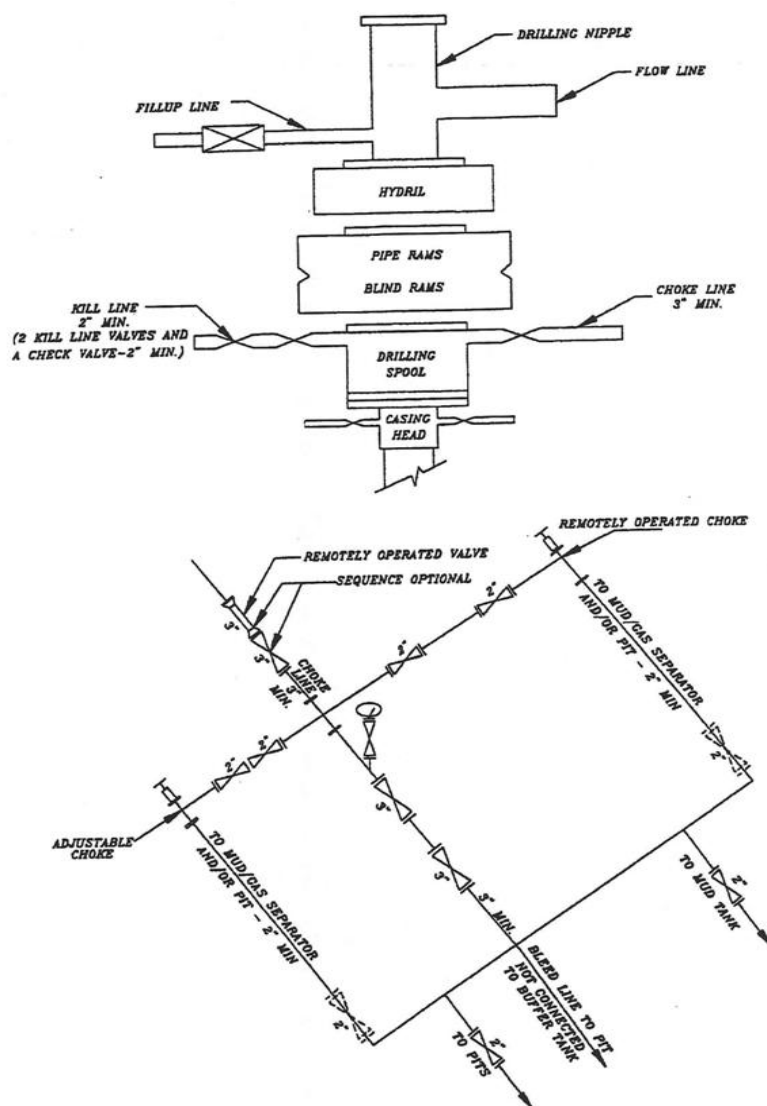 DRILLING NIPPLE
FLOW LINE
FILLUP LINE
HYDRIL
PIPE RAMS
BLIND RAMS
KILL LINE
2" MIN.
(2 KILL LINE VALVES AND
A CHECK VALVE-2" MIN.)
CHOKE LINE
3" MIN.
DRILLING
SPOOL
CASING
HEAD
REMOTELY OPERATED CHOKE
REMOTELY OPERATED VALVE
SEQUENCE OPTIONAL
3"
3"
CHOKE
LINE
3"
MIN.
2"
2"
2"
2"
TO MUD/GAS SEPARATOR
AND/OR PIT - 2" MIN
2"
3"
3"
3" MIN.
ADJUSTABLE
CHOKE
TO MUD/GAS SEPARATOR
AND/OR PIT - 2" MIN
2"
2"
TO MUD TANK
BLEED LINE TO PIT
NOT CONNECTED
TO BUFFER TANK
2"
TO PITS